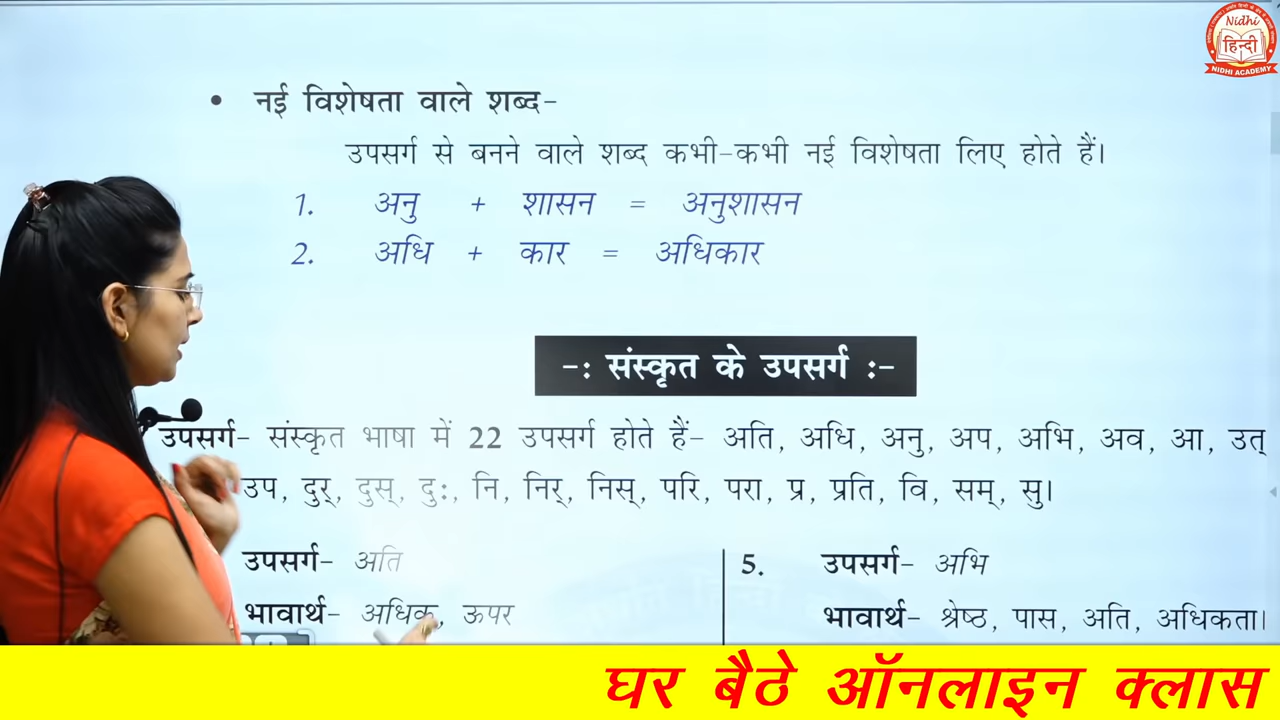 Nidhi
हिन्दी
NIDHI ACADEMY
• नई विशेषता वाले शब्द-
उपसर्ग से बनने वाले शब्द कभी-कभी नई विशेषता लिए होते हैं।
1. अनु + शासन = अनुशासन
2. अधि + कार = अधिकार
-: संस्कृत के उपसर्ग :-
उपसर्ग- संस्कृत भाषा में 22 उपसर्ग होते हैं- अति, अधि, अनु, अप, अभि, अव, आ, उत्
उप, दुर्, दुस्, दुः, नि, निर्, निस्, परि, परा, प्र, प्रति, वि, सम्, सु।
उपसर्ग- अति
भावार्थ- अधिक, ऊपर
5. उपसर्ग- अभि
भावार्थ- श्रेष्ठ, पास, अति, अधिकता।
घर बैठे ऑनलाइन क्लास